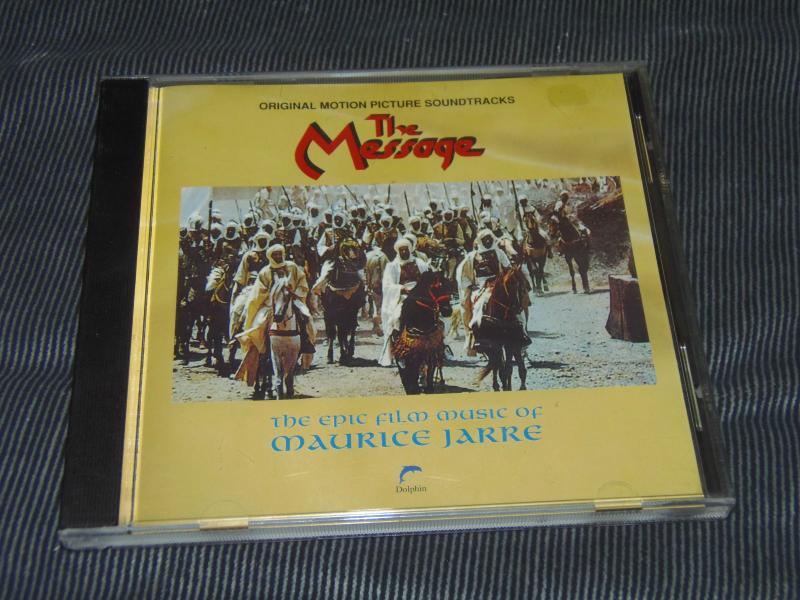 ORIGINAL MOTION PICTURE SOUNDTRACKS
The
Message
THE EPIC FILM MUSIC OF
MAURICE JARRE
Dolphin